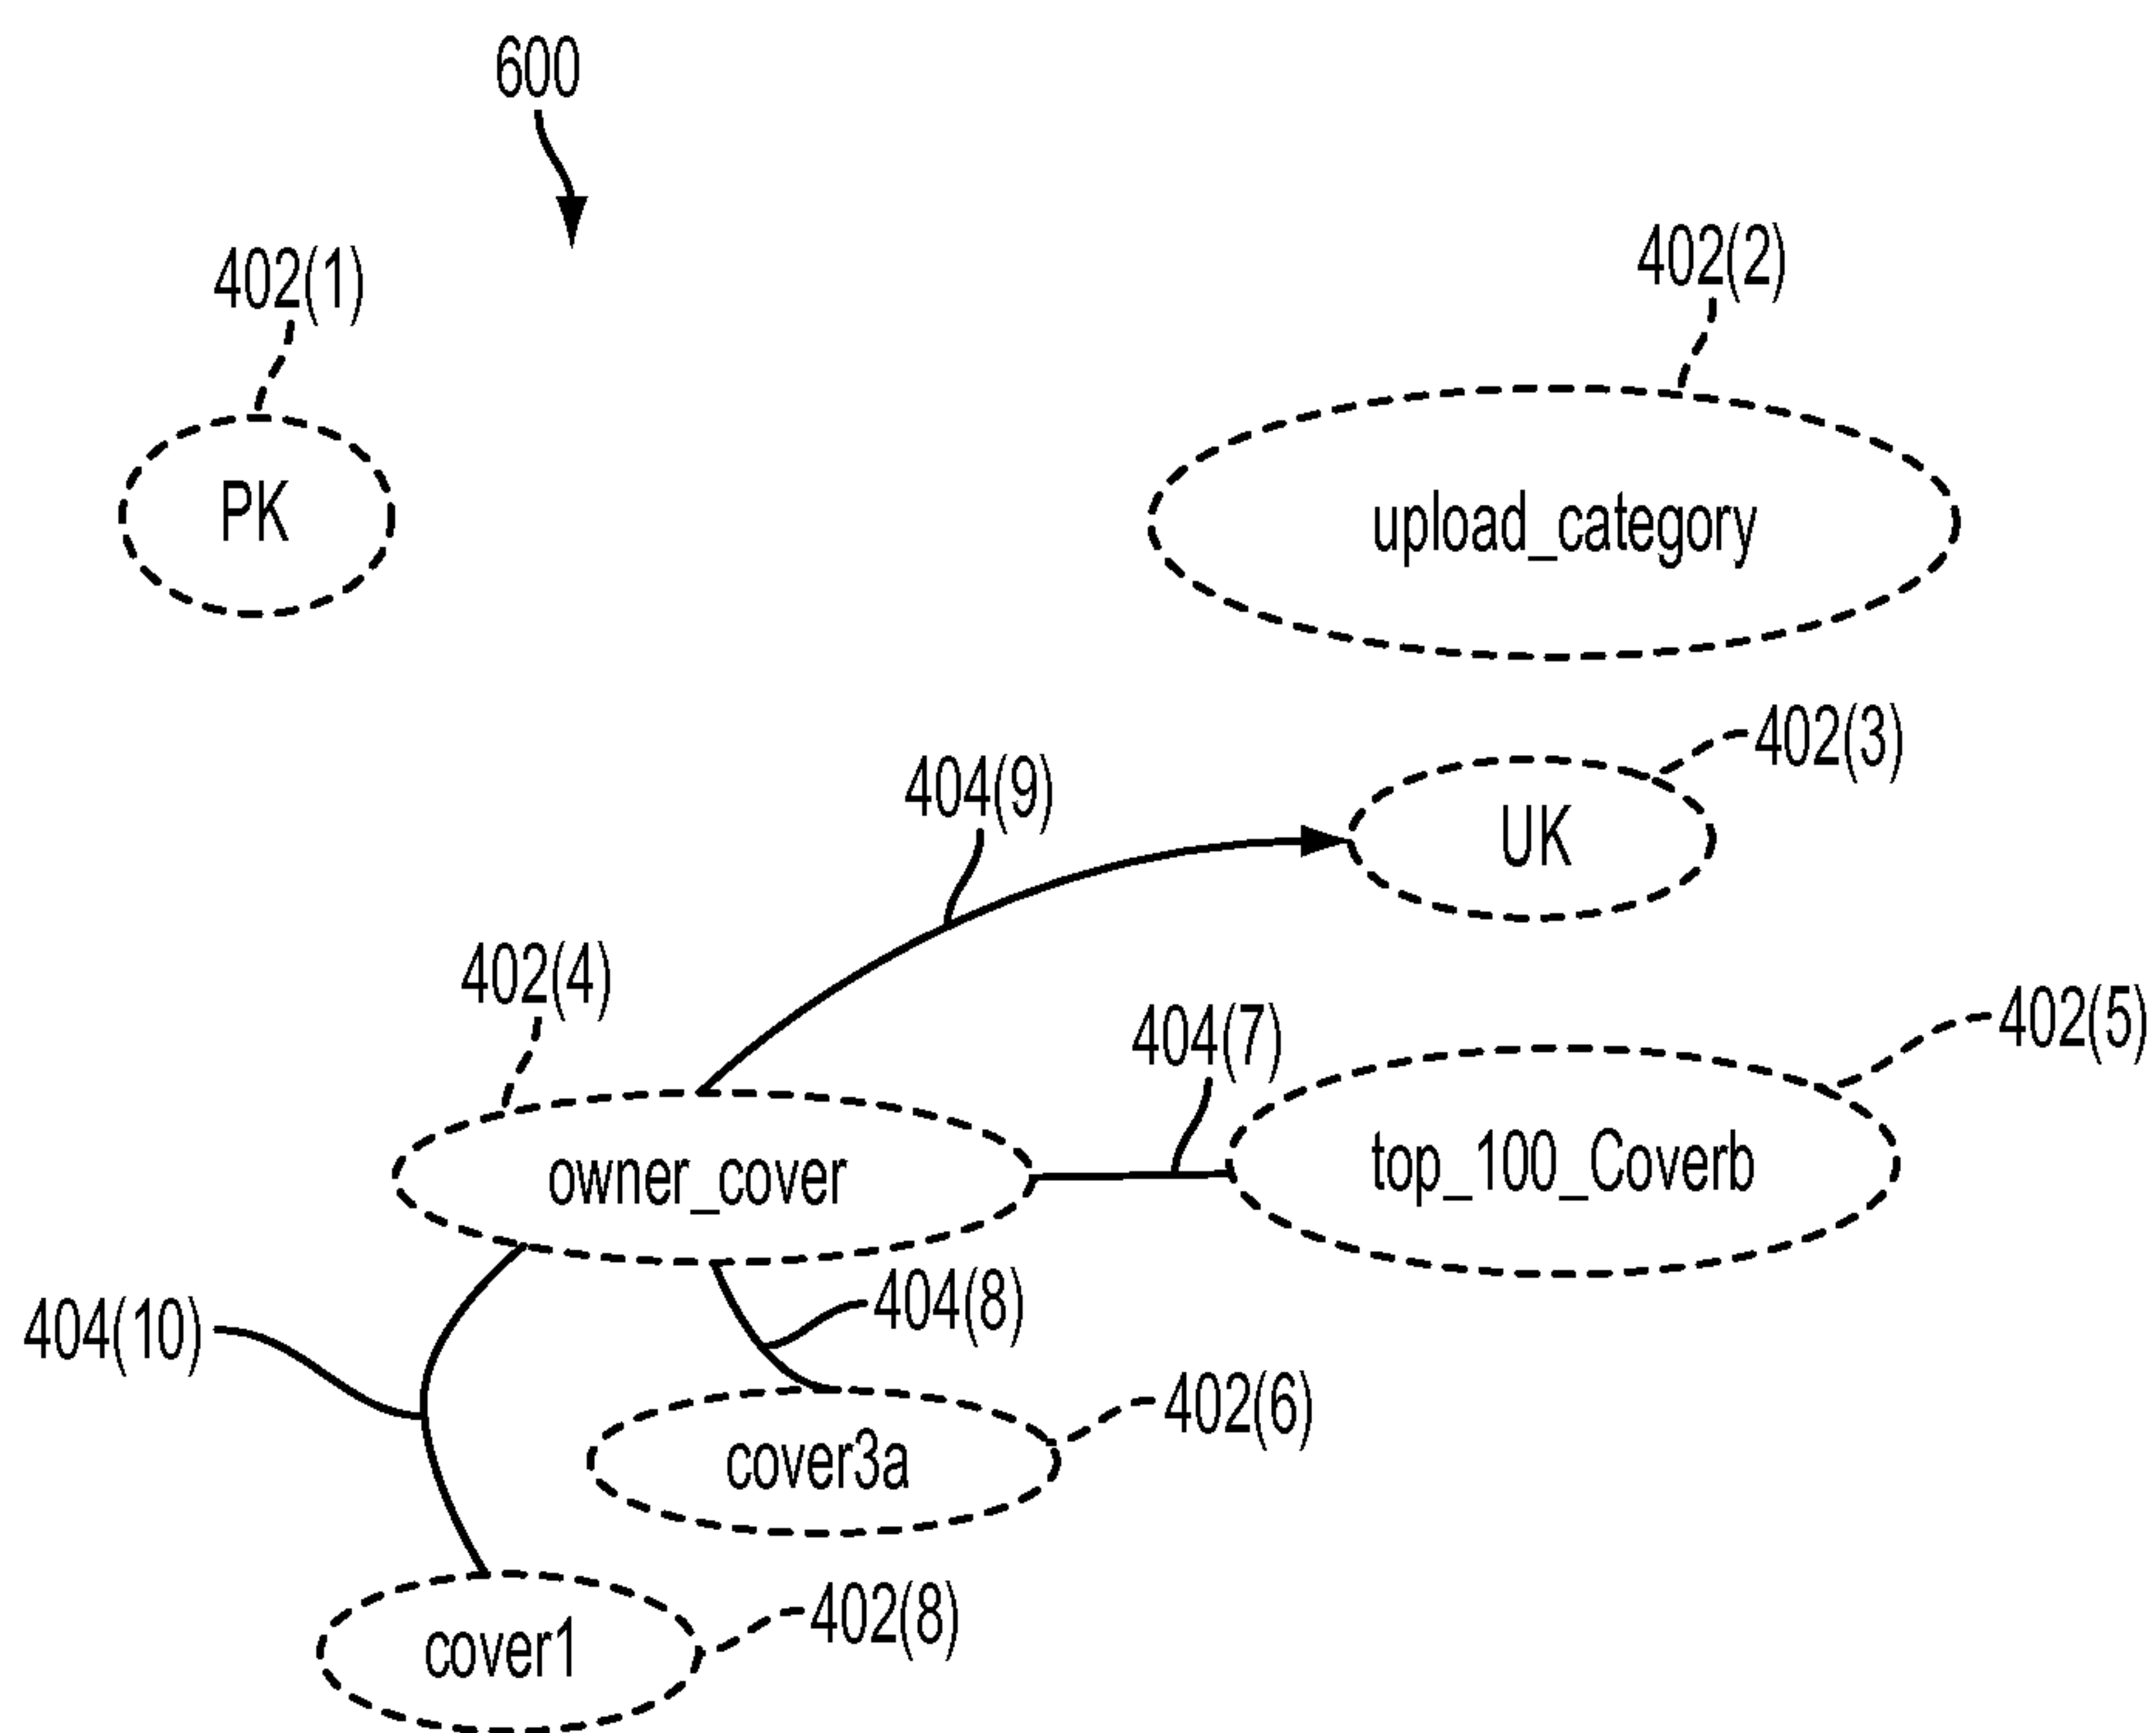 600
402(1)
402(2)
PK
upload_category
402(3)
404(9)
UK
402(4)
402(5)
404(7)
owner_cover
top_100_Coverb
404(10)
404(8)
402(6)
cover3a
402(8)
cover1